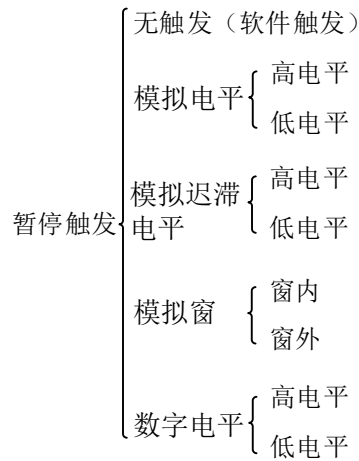 无触发（软件触发）
模拟电平
高电平
低电平
模拟迟滞
电平
高电平
低电平
暂停触发
模拟窗
窗内
窗外
数字电平
高电平
低电平